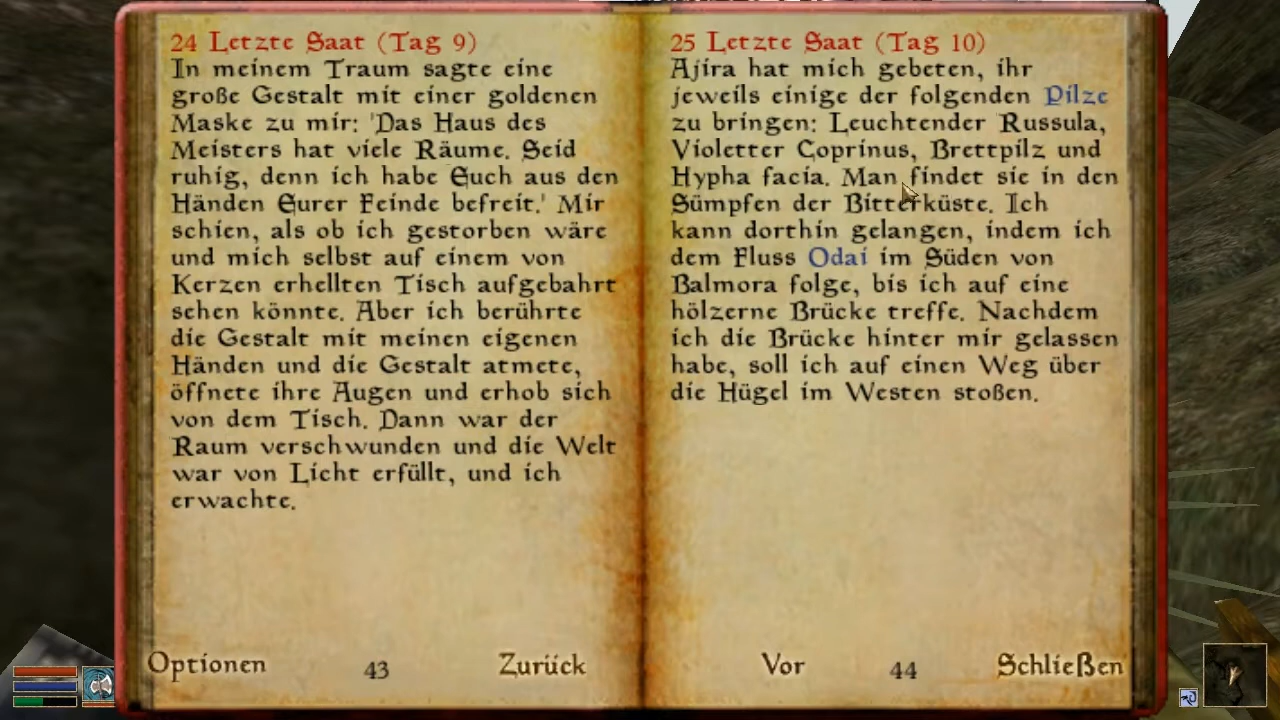 24 Letzte Saat (Tag 9)
In meinem Traum sagte eine
große Gestalt mit einer goldenen
Maske zu mir: 'Das Haus des
Meisters hat viele Räume. Seid
ruhig, denn ich habe Euch aus den
Händen Eurer Feinde befreit.' Mir
schien, als ob ich gestorben wäre
und mich selbst auf einem von
Kerzen erhellten Tisch aufgebahrt
sehen könnte. Aber ich berührte
die Gestalt mit meinen eigenen
Händen und die Gestalt atmete,
öffnete ihre Augen und erhob sich
von dem Tisch. Dann war der
Raum verschwunden und die Welt
war von Licht erfüllt, und ich
erwachte.
25 Letzte Saat (Tag 10)
Ajira hat mich gebeten, ihr
jeweils einige der folgenden Pilze
zu bringen: Leuchtender Russula,
Violetter Coprinus, Brettpilz und
Hypha facia. Man findet sie in den
Sümpfen der Bitterküste. Ich
kann dorthin gelangen, indem ich
dem Fluss Odai im Süden von
Balmora folge, bis ich auf eine
hölzerne Brücke treffe. Nachdem
ich die Brücke hinter mir gelassen
habe, soll ich auf einen Weg über
die Hügel im Westen stoßen.
Optionen 43 Zurück Vor 44 Schließen